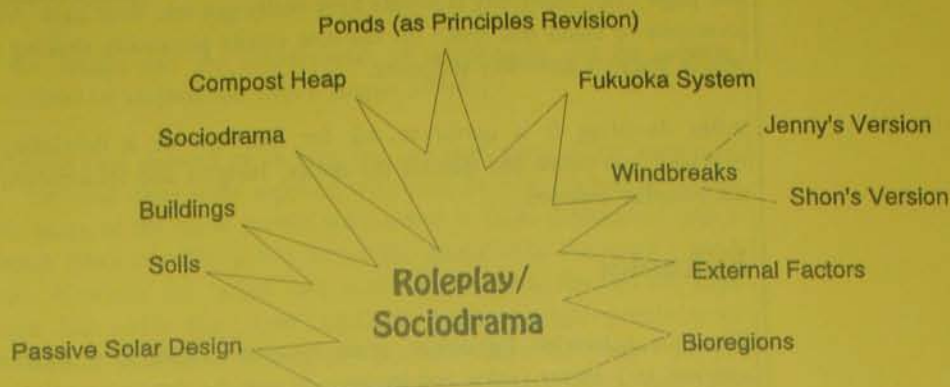 Ponds (as Principles Revision)
Compost Heap
Fukuoka System
Sociodrama
Jenny's Version
Windbreaks
Shon's Version
Buildings
Soils
External Factors
Roleplay/
Sociodrama
Passive Solar Design
Bioregions